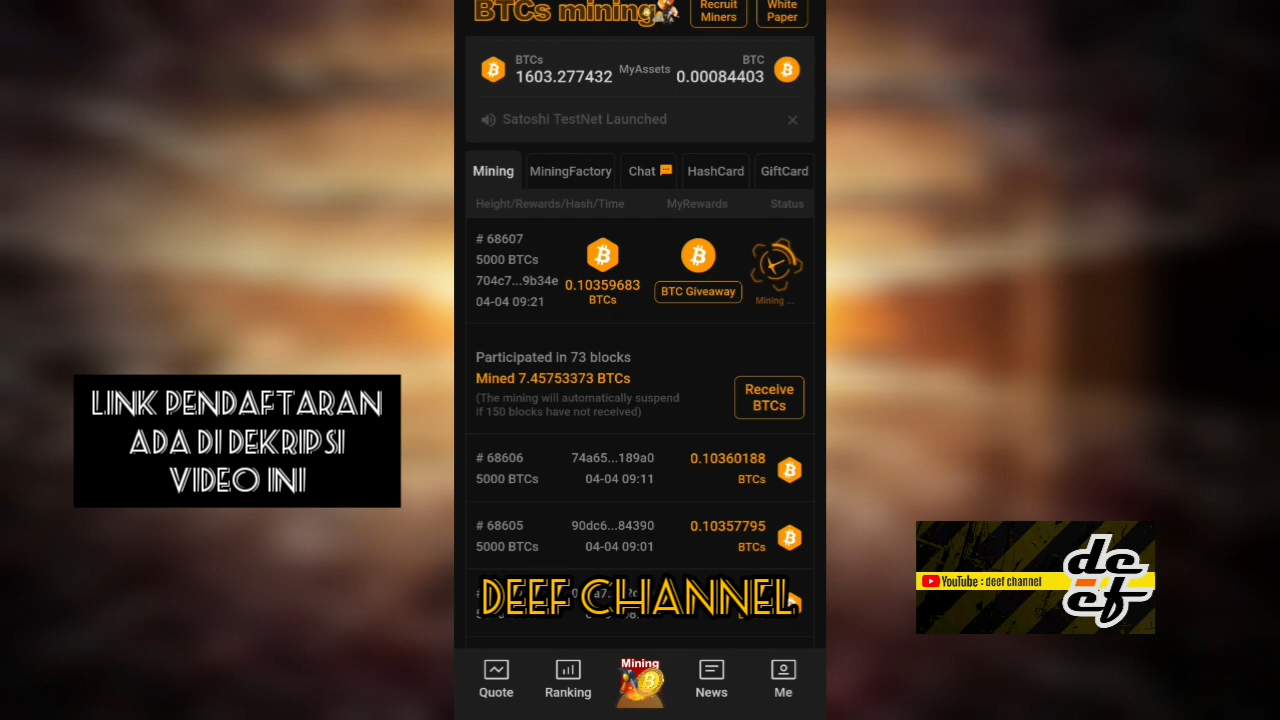 BTCs mining
Recruit Miners
White Paper
BTCs
1603.277432
MyAssets
BTC
0.00084403
Satoshi TestNet Launched
Mining
MiningFactory
Chat
HashCard
GiftCard
Height/Rewards/Hash/Time
MyRewards
Status
# 68607
5000 BTCs
704c7...9b34e
04-04 09:21
0.10359683
BTCs
BTC Giveaway
Mining ...
Participated in 73 blocks
Mined 7.45753373 BTCs
(The mining will automatically suspend
if 150 blocks have not received)
Receive
BTCs
# 68606
74a65...189a0
0.10360188
5000 BTCs
04-04 09:11
BTCs
# 68605
90dc6...84390
0.10357795
5000 BTCs
04-04 09:01
BTCs
DEEF CHANNEL
Quote
Ranking
Mining
News
Me
LINK PENDAFTARAN
ADA DI DEKRIPSI
VIDEO INI
YouTube : deef channel
de
ef